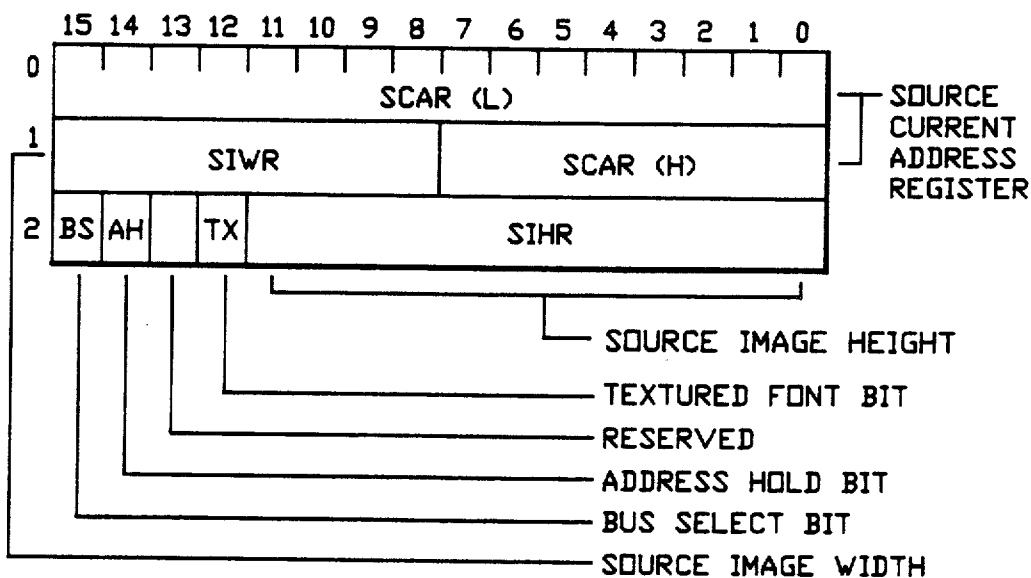 15 14 13 12 11 10 9 8 7 6 5 4 3 2 1 0
0
SCAR (L)
1
SIWR
SCAR (H)
2
BS
AH
TX
SIHR
SOURCE
CURRENT
ADDRESS
REGISTER
SOURCE IMAGE HEIGHT
TEXTURED FONT BIT
RESERVED
ADDRESS HOLD BIT
BUS SELECT BIT
SOURCE IMAGE WIDTH